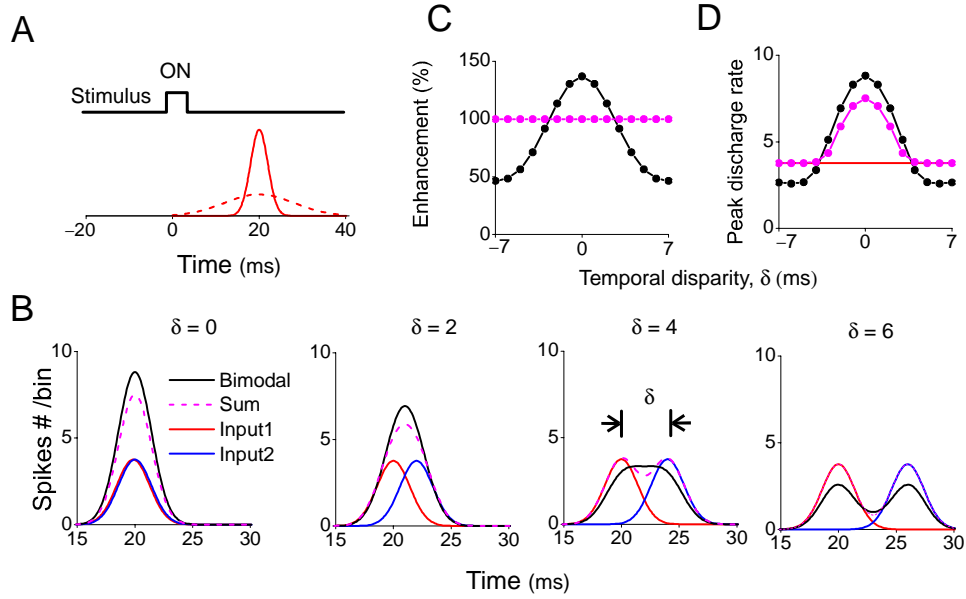 A
ON
Stimulus
−20 0 20 40
Time (ms)
C
Enhancement (%)
150
100
50
0
−7 0 7
D
Peak discharge rate
10
5
0
−7 0 7
Temporal disparity, δ (ms)
B
δ = 0
δ = 2
δ = 4
δ = 6
Spikes # /bin
10
5
0
15 20 25 30
Bimodal
Sum
Input1
Input2
10
5
0
15 20 25 30
δ
10
5
0
15 20 25 30
10
5
0
15 20 25 30
Time (ms)